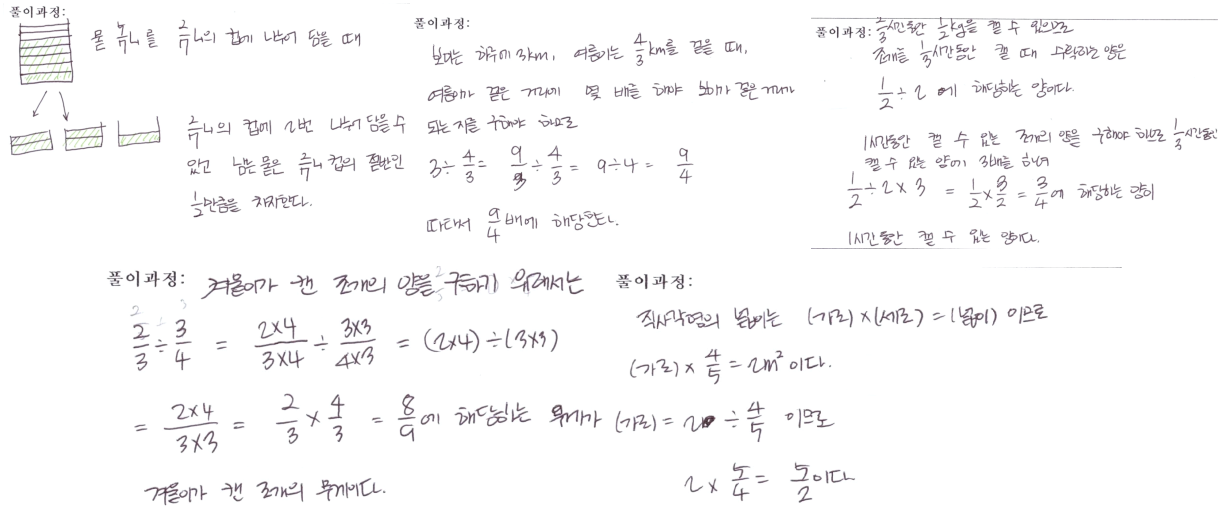 풀이과정:
물 5/7L를 2/7L의 컵에 나누어 담을 때
2/7L의 컵에 2번 나누어 담을 수
있고 남는 물은 2/7L 컵의 절반인
1/2만큼을 차지한다.
풀이과정:
보다는 하루에 3km, 여름이는 4/3km를 걸을 때,
여름이가 걸은 거리에 몇 배를 해야 보다가 걸은 거리가
되는 지를 구해야 하므로
3÷4/3= 9/3÷4/3= 9÷4= 9/4
따라서 9/4배에 해당한다.
풀이과정: 2/3시간동안 1/2kg을 캘 수 있으므로
조개를 1/3시간동안 캘 때 수확하는 양은
1/2÷2 에 해당하는 양이다.
1시간동안 캘 수 있는 조개의 양을 구해야 하므로 1/3시간동안
캘 수 있는 양에 3배를 하여
1/2÷2×3 = 1/2×3/2=3/4에 해당하는 양이
1시간동안 캘 수 있는 양이다.
풀이과정: 겨울이가 캔 조개의 양을 구하기 위해서는
2/3÷3/4 = 2×4/3×4 ÷ 3×3/4×3 = (2×4)÷(3×3)
= 2×4/3×3 = 2/3×4/3 = 8/9에 해당하는 무게가
겨울이가 캔 조개의 무게이다.
풀이과정:
직사각형의 넓이는 (가로)×(세로)=(넓이) 이므로
(가로)×4/5=2m² 이다.
(가로)=2÷4/5 이므로
2×5/4=5/2이다